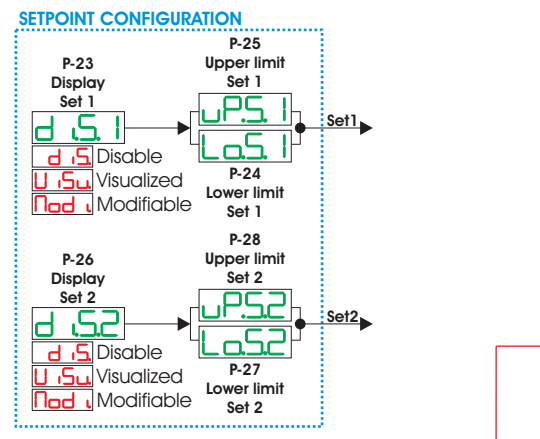 SETPOINT CONFIGURATION
P-23
Display
Set 1
d i.S. 1
d iS. Disable
V iSu. Visualized
Mod i. Modifiable
P-25
Upper limit
Set 1
uP.S. 1
Lo.S. 1
P-24
Lower limit
Set 1
Set1
P-26
Display
Set 2
d i.S.2
d iS. Disable
V iSu. Visualized
Mod i. Modifiable
P-28
Upper limit
Set 2
uP.S.2
Lo.S.2
P-27
Lower limit
Set 2
Set2